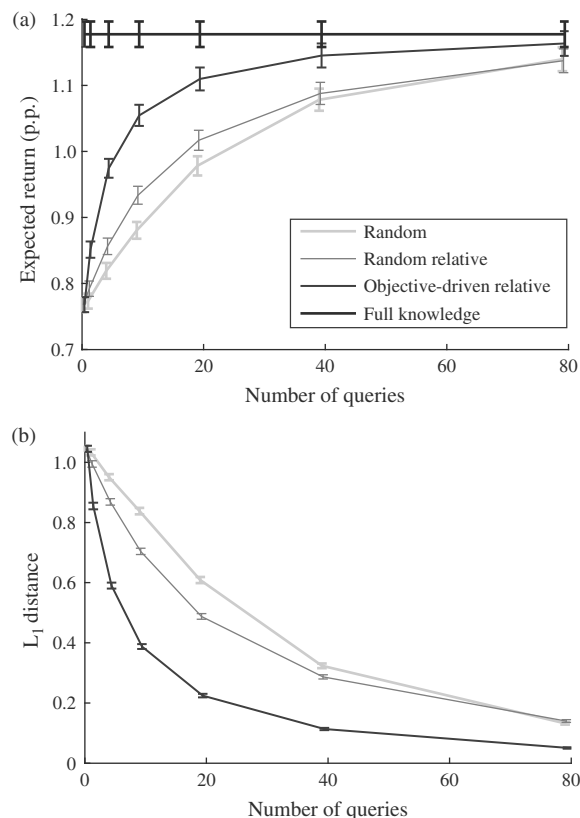 (a)
1.2
1.1
1.0
0.9
0.8
0.7
Expected return (p.p.)
Random
Random relative
Objective-driven relative
Full knowledge
0 20 40 60 80
Number of queries
(b)
1.0
0.8
0.6
0.4
0.2
0
L1 distance
0 20 40 60 80
Number of queries